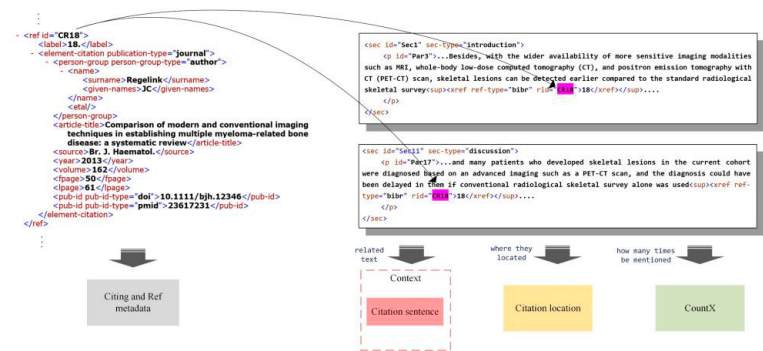 - <ref id="CR18">
<label>18.</label>
- <element-citation publication-type="journal">
- <person-group person-group-type="author">
- <name>
<surname>Regelink</surname>
<given-names>JC</given-names>
</name>
<etal/>
</person-group>
<article-title>Comparison of modern and conventional imaging
techniques in establishing multiple myeloma-related bone
disease: a systematic review</article-title>
<source>Br. J. Haematol.</source>
<year>2013</year>
<volume>162</volume>
<fpage>50</fpage>
<lpage>61</lpage>
<pub-id pub-id-type="doi">10.1111/bjh.12346</pub-id>
<pub-id pub-id-type="pmid">23617231</pub-id>
</element-citation>
</ref>
Citing and Ref
metadata
<sec id="Sec1" sec-type="introduction">
<p id="Par3">...Besides, with the wider availability of more sensitive imaging modalities
such as MRI, whole-body low-dose computed tomography (CT), and positron emission tomography with
CT (PET-CT) scan, skeletal lesions can be detected earlier compared to the standard radiological
skeletal survey<sup><xref ref-type="bibr" rid="CR18">18</xref></sup>....
</p>
</sec>
<sec id="Sec11" sec-type="discussion">
<p id="Par17">...and many patients who developed skeletal lesions in the current cohort
were diagnosed based on an advanced imaging such as a PET-CT scan, and the diagnosis could have
been delayed in them if conventional radiological skeletal survey alone was used<sup><xref ref-
type="bibr" rid="CR18">18</xref></sup>....
</p>
</sec>
related
text
where they
located
how many times
be mentioned
Context
Citation sentence
Citation location
CountX